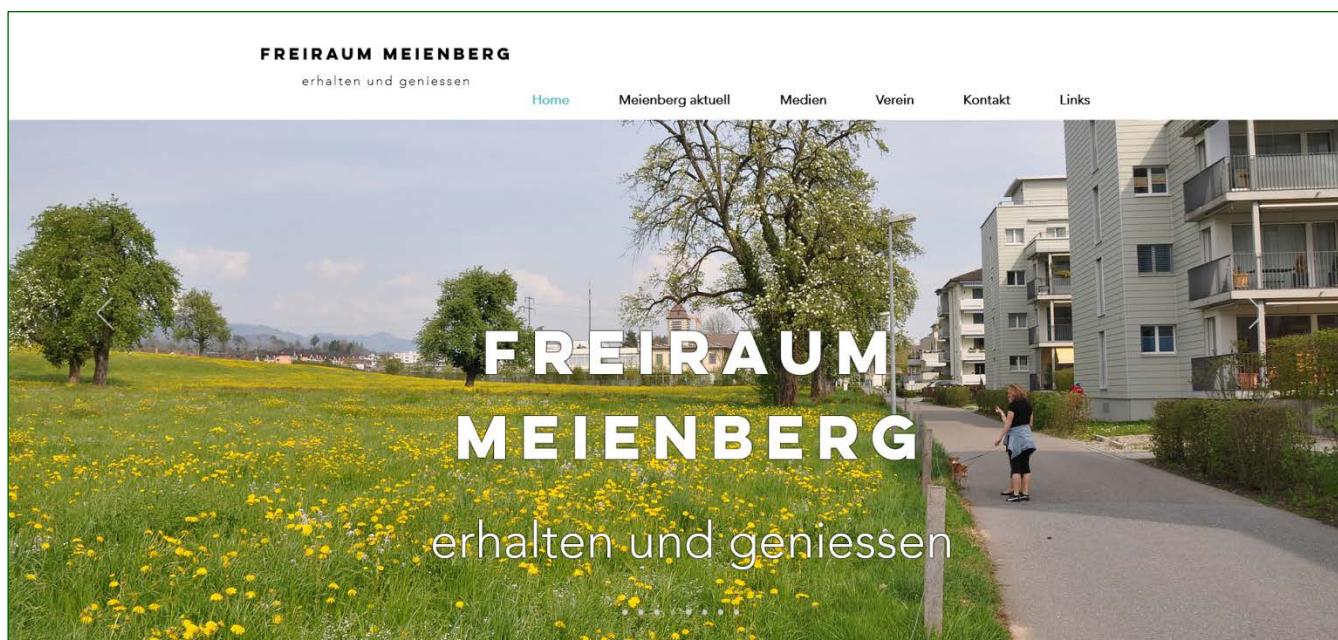 FREIRAUM MEIENBERG
erhalten und geniessen
Home Meienberg aktuell Medien Verein Kontakt Links
FREIRAUM
MEIENBERG
erhalten und geniessen